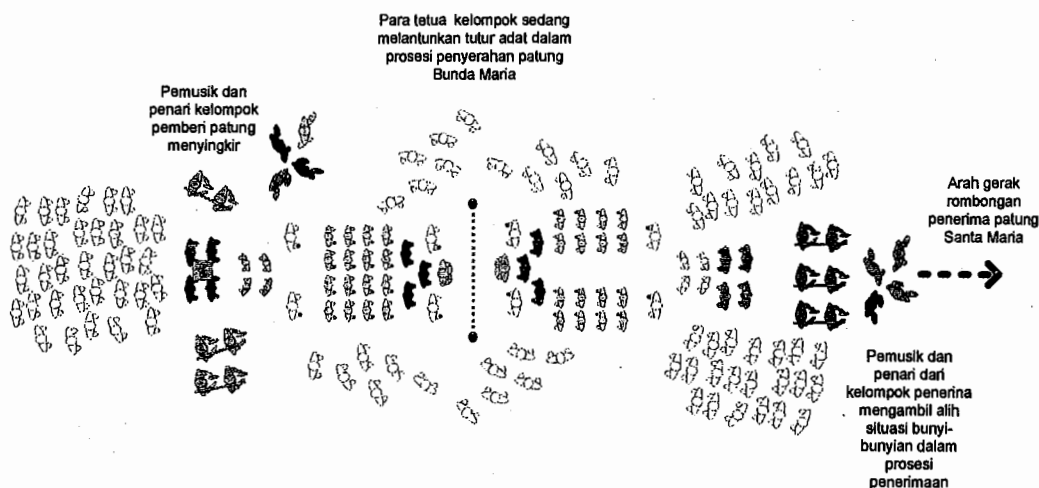 Para tetua kelompok sedang
melantunkan tutur adat dalam
prosesi penyerahan patung
Bunda Maria
Pemusik dan
penari kelompok
pemberi patung
menyingkir
Arah gerak
rombongan
penerima patung
Santa Maria
Pemusik dan
penari dari
kelompok penerina
mengambil alih
situasi bunyi-
bunyian dalam
prosesi
penerimaan